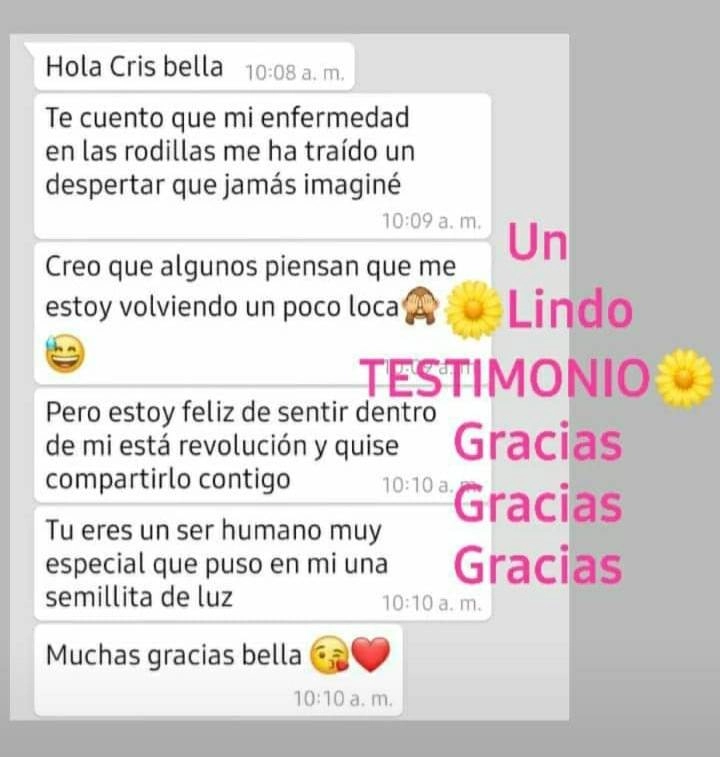 Hola Cris bella 10:08 a. m.
Te cuento que mi enfermedad
en las rodillas me ha traído un
despertar que jamás imaginé
10:09 a. m.
Creo que algunos piensan que me
estoy volviendo un poco loca🙈
😅
Pero estoy feliz de sentir dentro
de mi está revolución y quise
compartirlo contigo 10:10 a. m.
Tu eres un ser humano muy
especial que puso en mi una
semillita de luz 10:10 a. m.
Muchas gracias bella 😘❤️
10:10 a. m.
Un
🌼Lindo
TESTIMONIO🌼
Gracias
Gracias
Gracias